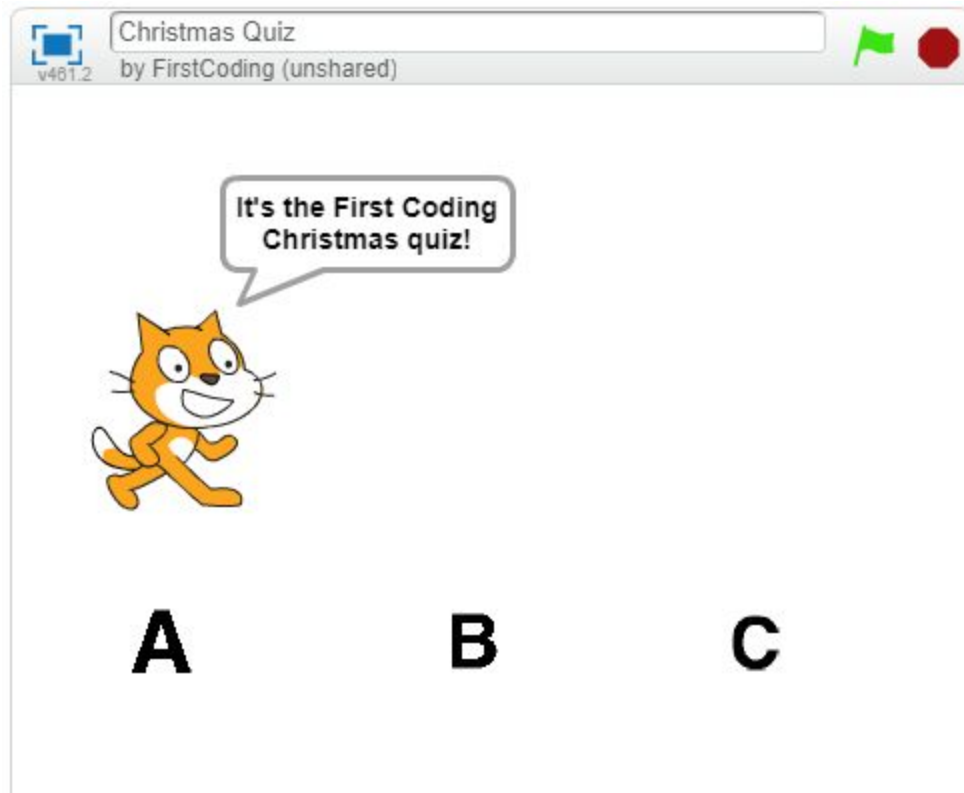 Christmas Quiz
v461.2
by FirstCoding (unshared)
It's the First Coding
Christmas quiz!
A
B
C